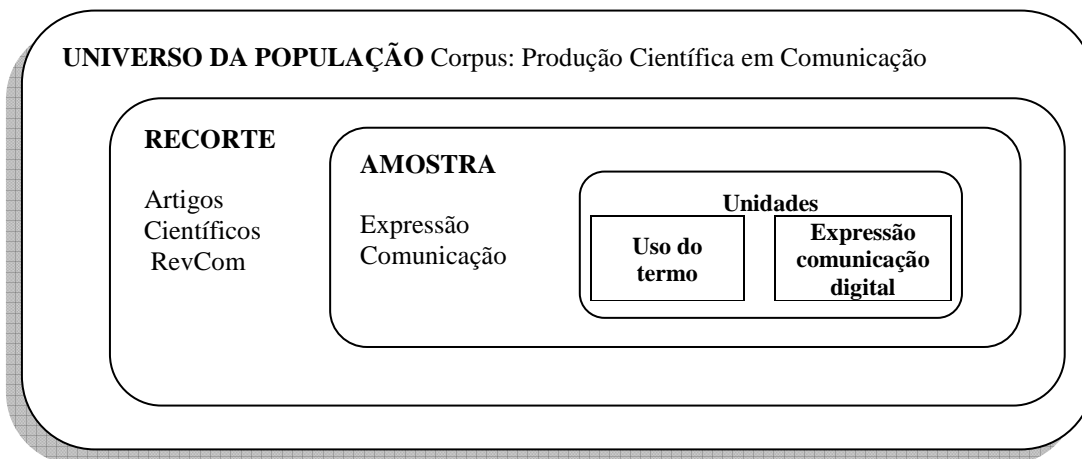 UNIVERSO DA POPULAÇÃO Corpus: Produção Científica em Comunicação
RECORTE
Artigos
Científicos
RevCom
AMOSTRA
Expressão
Comunicação
Unidades
Uso do
termo
Expressão
comunicação
digital